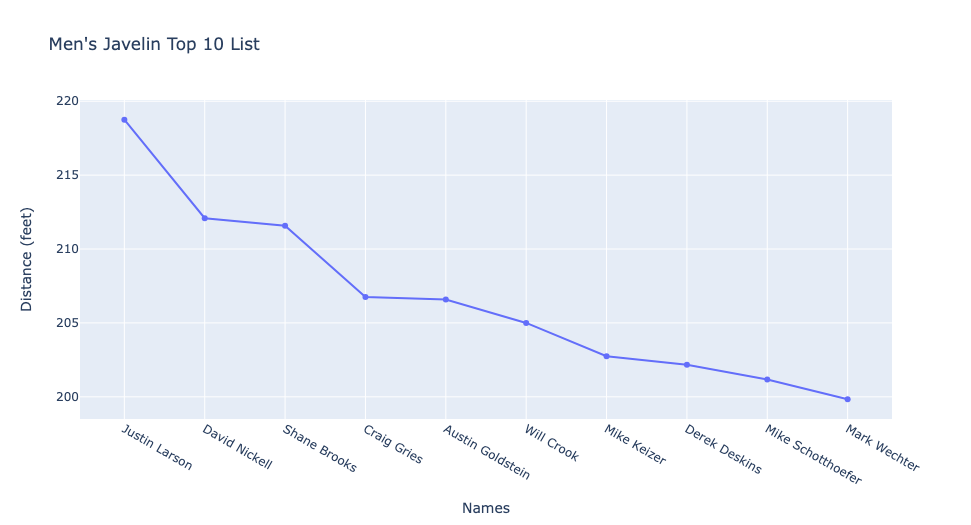 Men's Javelin Top 10 List
220
215
210
205
200
Distance (feet)
Justin Larson
David Nickell
Shane Brooks
Craig Gries
Austin Goldstein
Will Crook
Mike Keizer
Derek Deskins
Mike Schotthoefer
Mark Wechter
Names